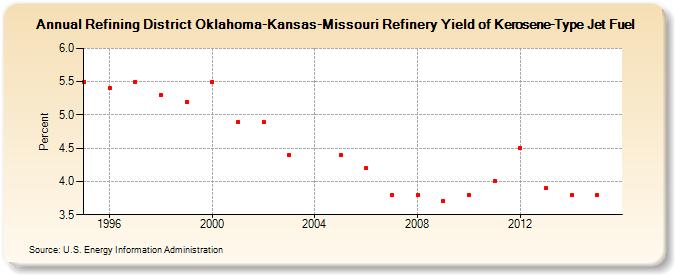 Annual Refining District Oklahoma-Kansas-Missouri Refinery Yield of Kerosene-Type Jet Fuel
Percent
6.0
5.5
5.0
4.5
4.0
3.5
1996 2000 2004 2008 2012
Source: U.S. Energy Information Administration